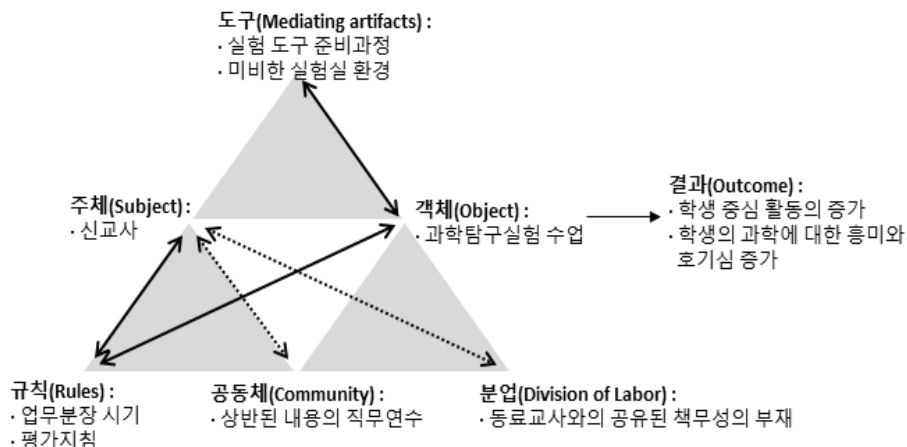 도구(Mediating artifacts) :
· 실험 도구 준비과정
· 미비한 실험실 환경
주체(Subject) :
· 신교사
객체(Object) :
· 과학탐구실험 수업
결과(Outcome) :
· 학생 중심 활동의 증가
· 학생의 과학에 대한 흥미와
호기심 증가
규칙(Rules) :
· 업무분장 시기
· 평가지침
공동체(Community) :
· 상반된 내용의 직무연수
분업(Division of Labor) :
· 동료교사와의 공유된 책무성의 부재